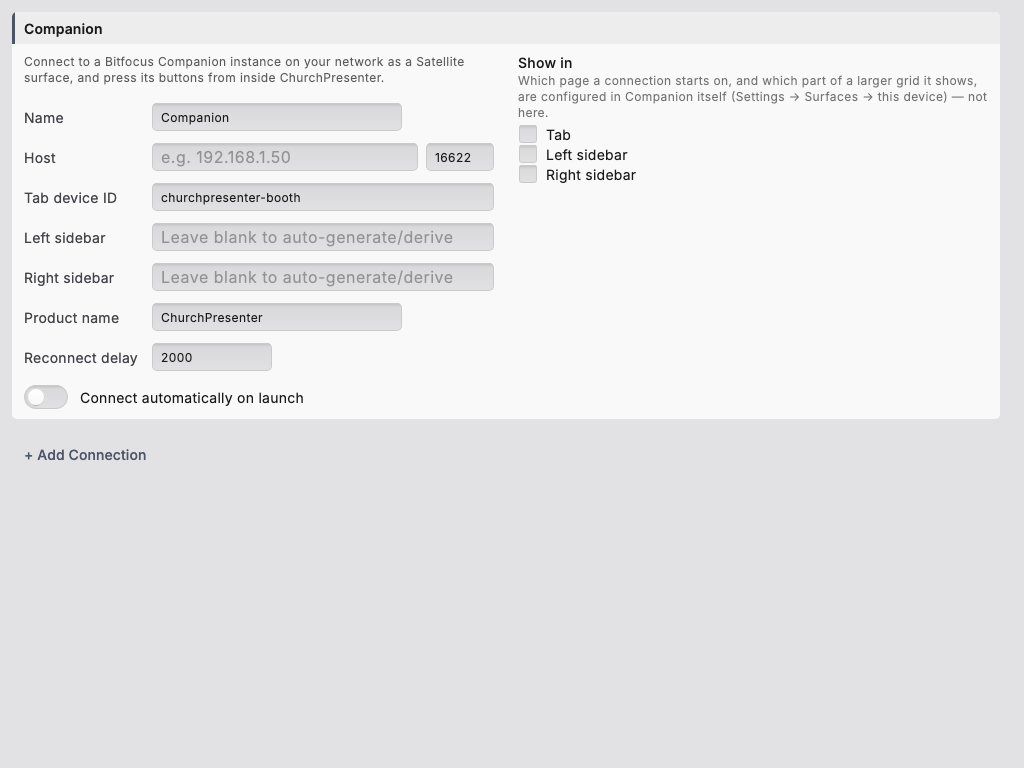 Companion
Connect to a Bitfocus Companion instance on your network as a Satellite
surface, and press its buttons from inside ChurchPresenter.
Name
Companion
Host
e.g. 192.168.1.50
16622
Tab device ID
churchpresenter-booth
Left sidebar
Leave blank to auto-generate/derive
Right sidebar
Leave blank to auto-generate/derive
Product name
ChurchPresenter
Reconnect delay
2000
Connect automatically on launch
Show in
Which page a connection starts on, and which part of a larger grid it shows,
are configured in Companion itself (Settings → Surfaces → this device) — not
here.
Tab
Left sidebar
Right sidebar
+ Add Connection